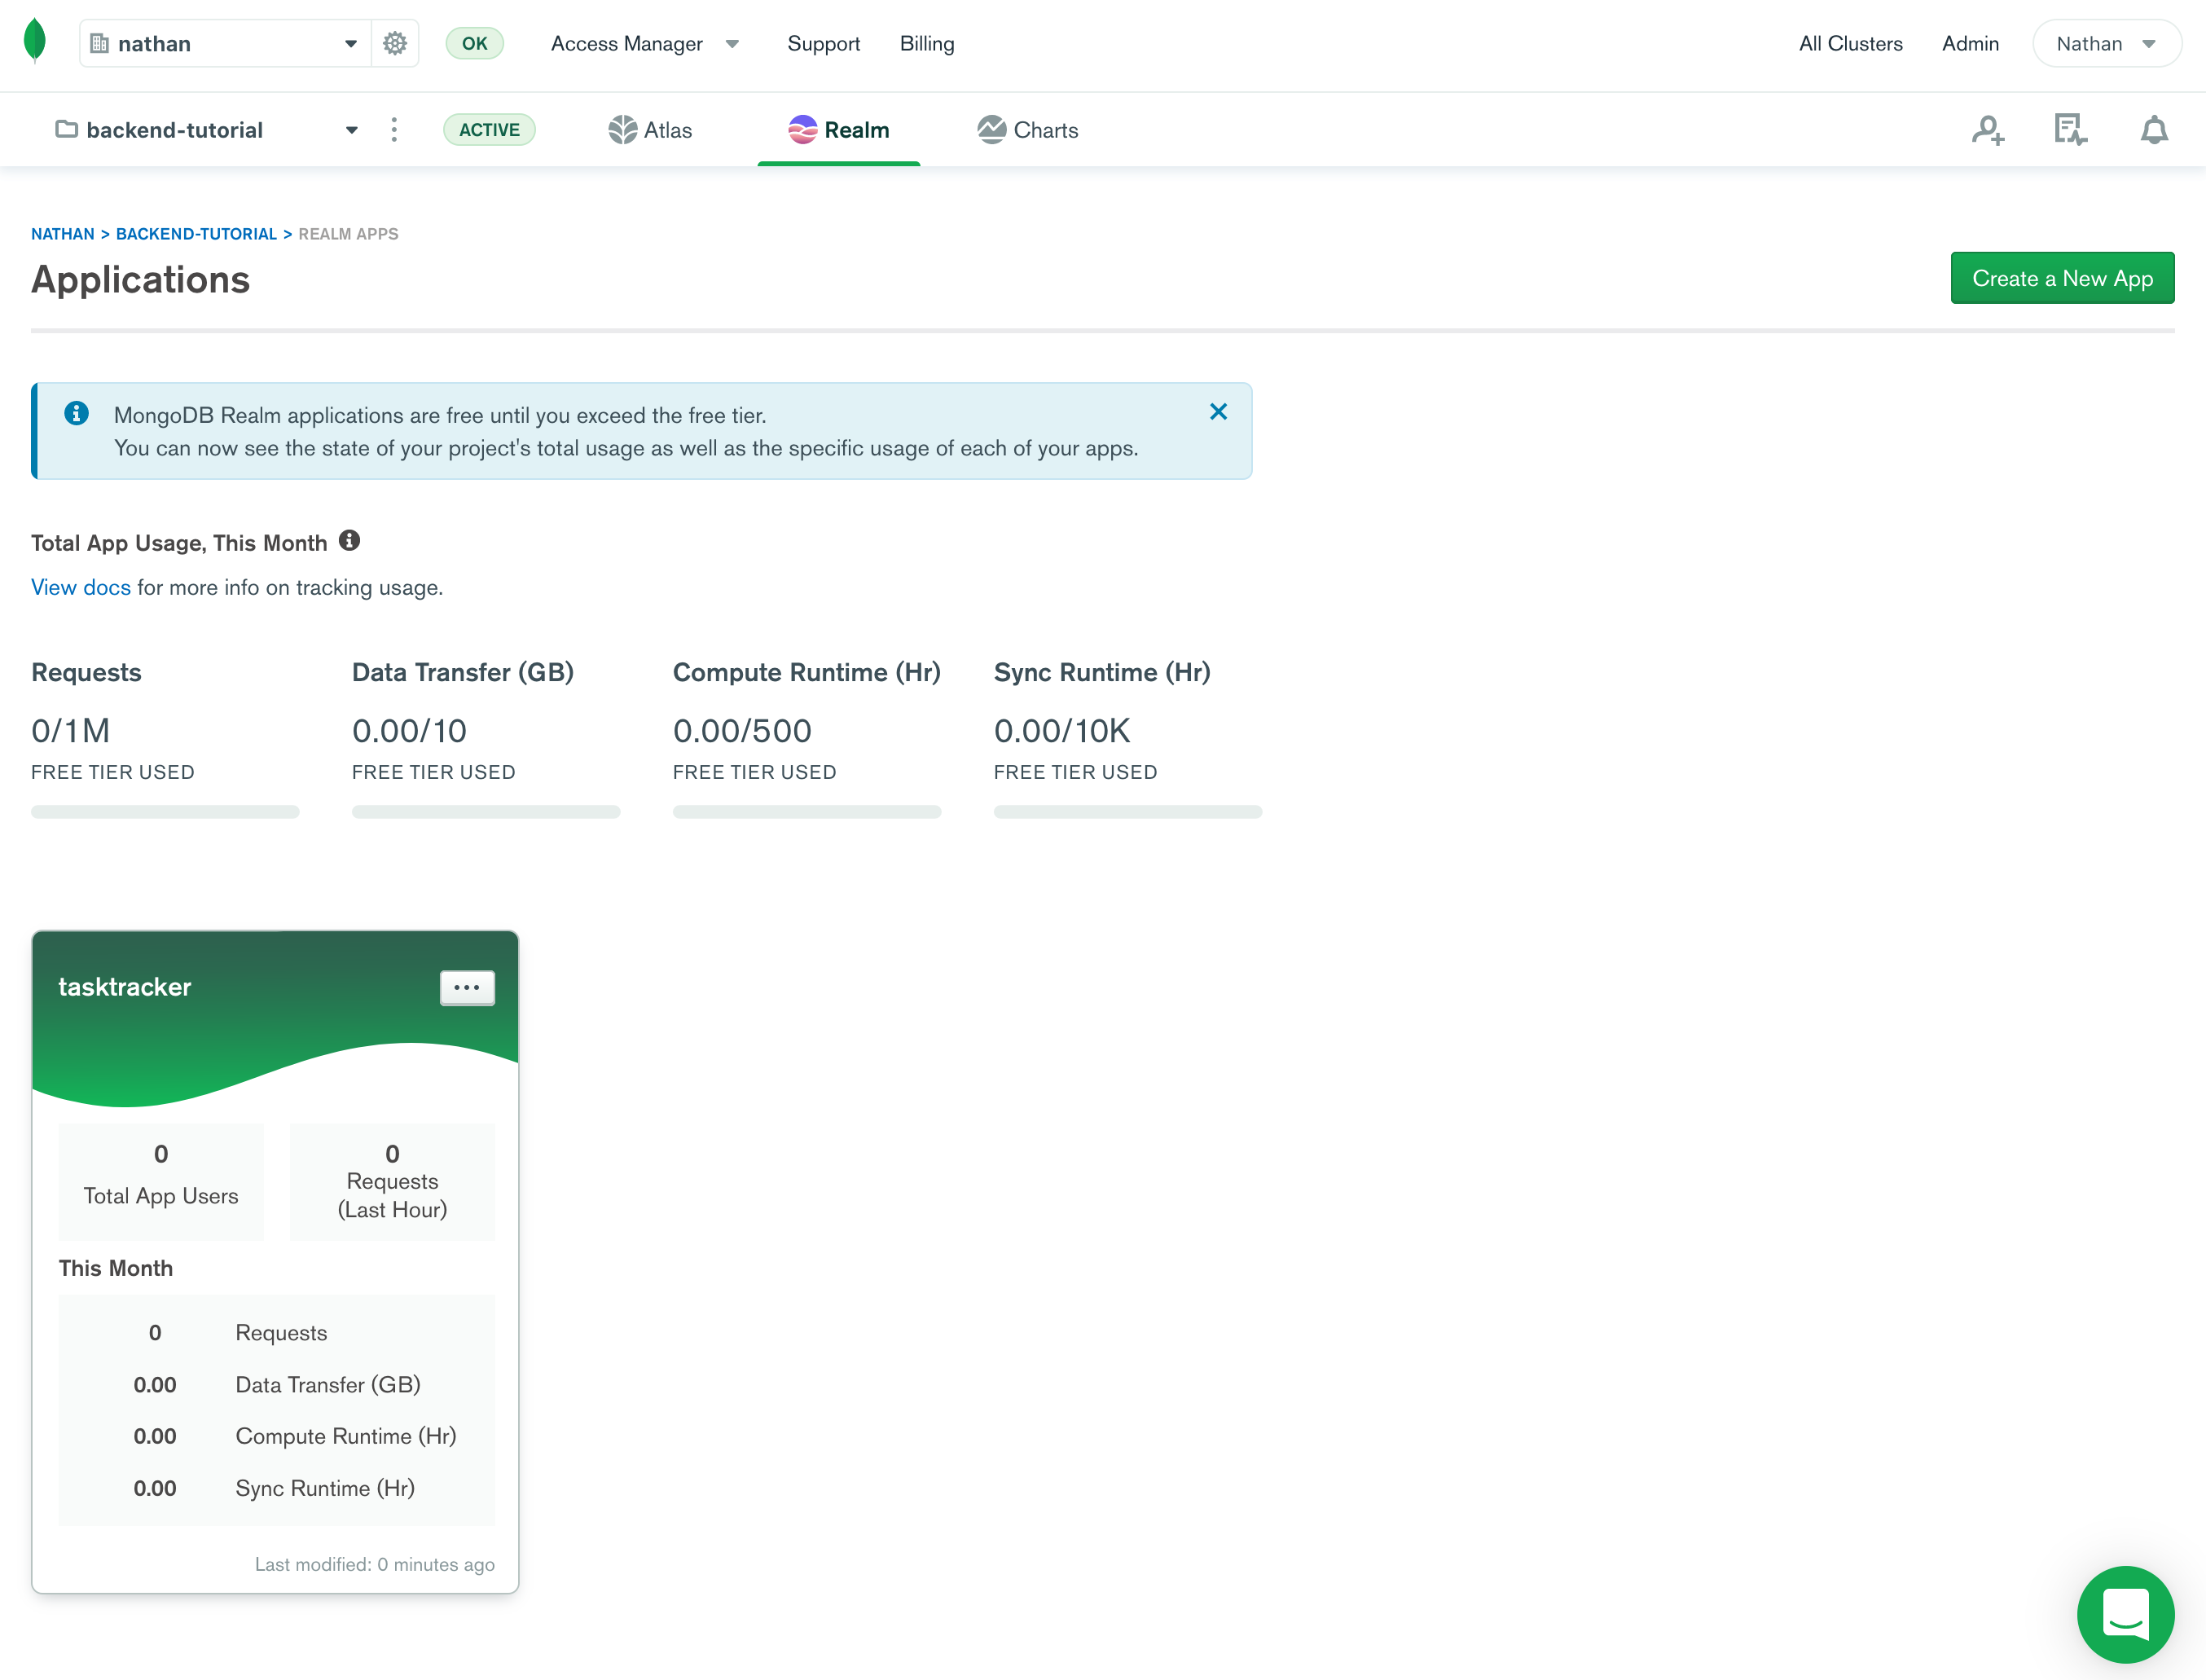 nathan
OK
Access Manager
Support
Billing
All Clusters
Admin
Nathan
backend-tutorial
ACTIVE
Atlas
Realm
Charts
NATHAN > BACKEND-TUTORIAL > REALM APPS
Applications
Create a New App
MongoDB Realm applications are free until you exceed the free tier.
You can now see the state of your project's total usage as well as the specific usage of each of your apps.
Total App Usage, This Month
View docs for more info on tracking usage.
Requests
0/1M
FREE TIER USED
Data Transfer (GB)
0.00/10
FREE TIER USED
Compute Runtime (Hr)
0.00/500
FREE TIER USED
Sync Runtime (Hr)
0.00/10K
FREE TIER USED
tasktracker
0
Total App Users
0
Requests
(Last Hour)
This Month
0 Requests
0.00 Data Transfer (GB)
0.00 Compute Runtime (Hr)
0.00 Sync Runtime (Hr)
Last modified: 0 minutes ago